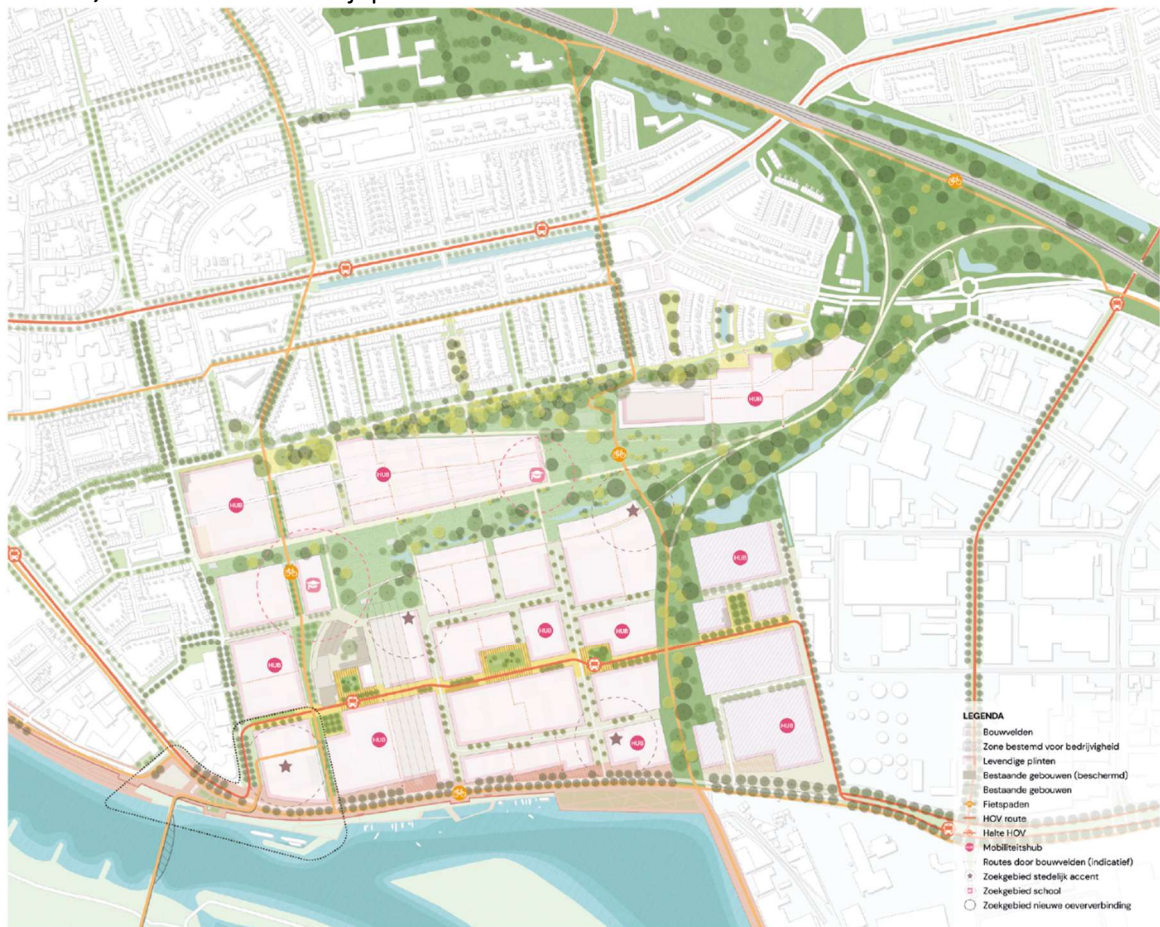 HUB
HUB
HUB
HUB
HUB
HUB
HUB
HUB
HUB
HUB
LEGENDA
Bouwvelden
Zone bestemd voor bedrijvigheid
Levendige plinten
Bestaande gebouwen (beschermd)
Bestaande gebouwen
Fietspaden
HOV route
Halte HOV
Mobiliteitshub
Routes door bouwvelden (indicatief)
Zoekgebied stedelijk accent
Zoekgebied school
Zoekgebied nieuwe oeververbinding